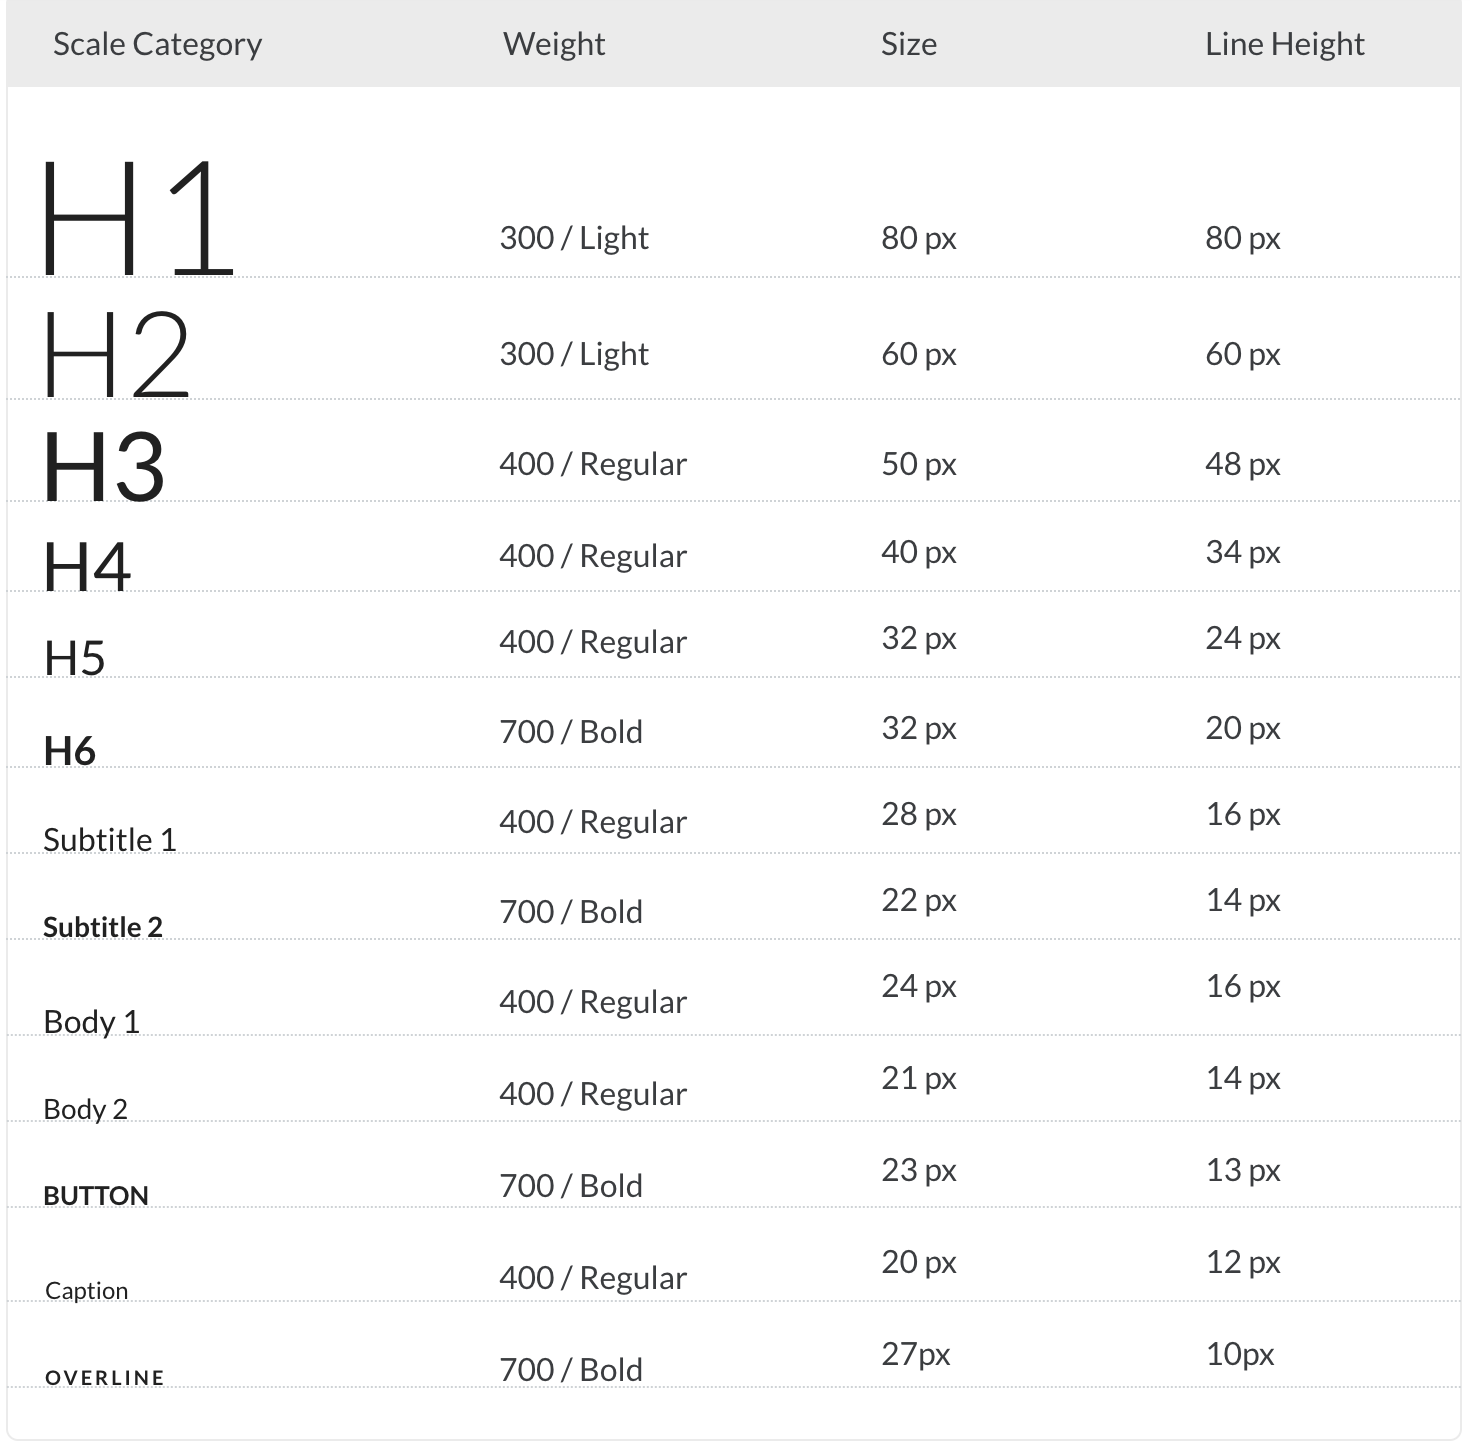 Scale Category Weight Size Line Height
H1 300 / Light 80 px 80 px
H2 300 / Light 60 px 60 px
H3 400 / Regular 50 px 48 px
H4 400 / Regular 40 px 34 px
H5 400 / Regular 32 px 24 px
H6 700 / Bold 32 px 20 px
Subtitle 1 400 / Regular 28 px 16 px
Subtitle 2 700 / Bold 22 px 14 px
Body 1 400 / Regular 24 px 16 px
Body 2 400 / Regular 21 px 14 px
BUTTON 700 / Bold 23 px 13 px
Caption 400 / Regular 20 px 12 px
OVERLINE 700 / Bold 27px 10px